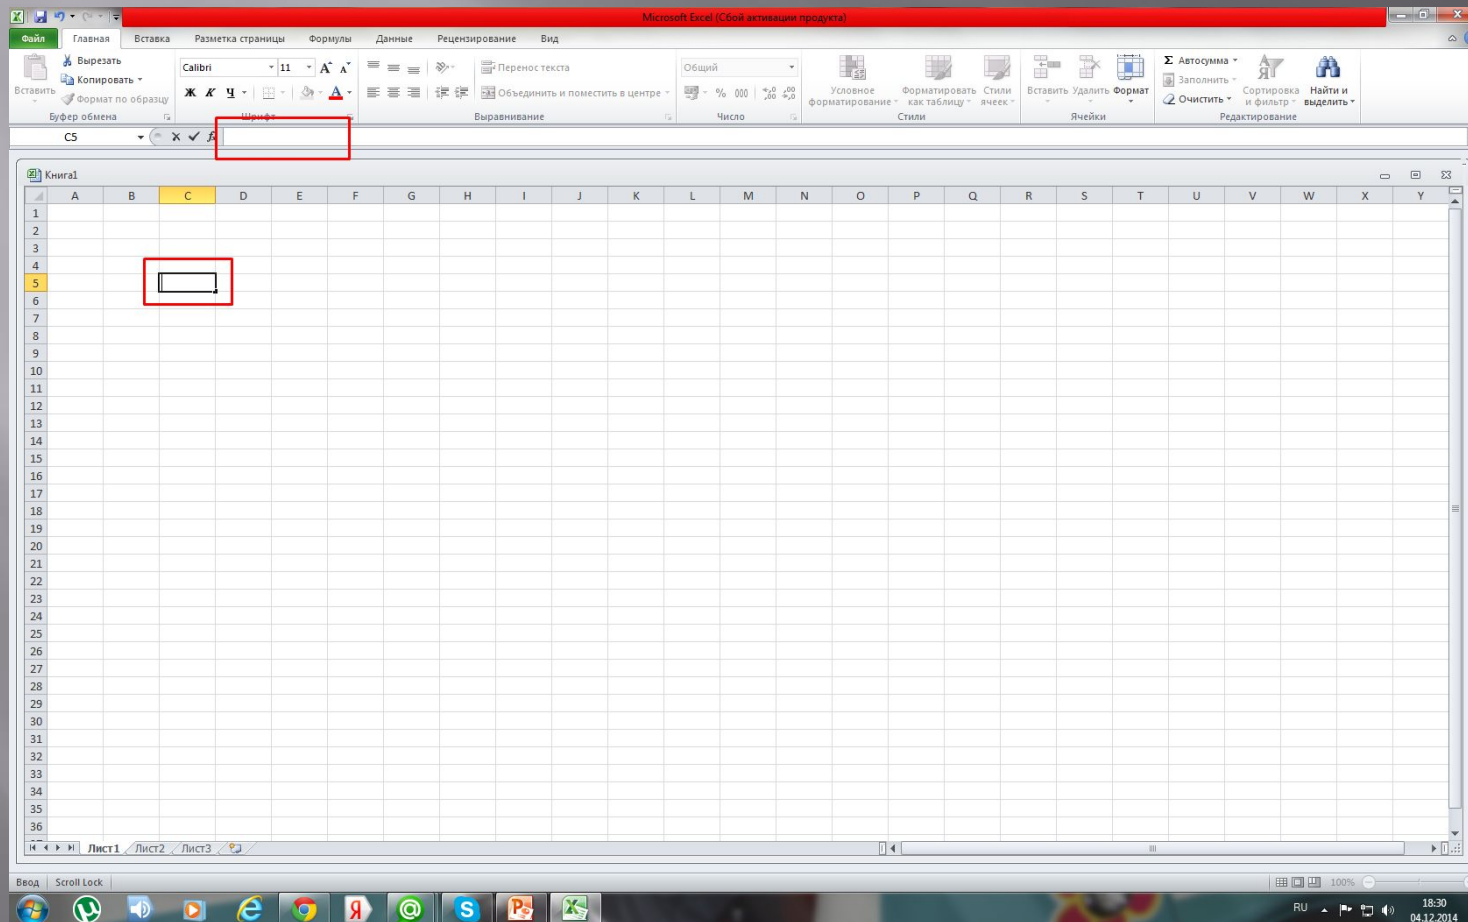 Microsoft Excel (Сбой активации продукта)
Файл Главная Вставка Разметка страницы Формулы Данные Рецензирование Вид
Вставить
Вырезать
Копировать
Формат по образцу
Буфер обмена
Calibri 11
Ж К Ч
Шрифт
Перенос текста
Объединить и поместить в центре
Выравнивание
Общий
% 000
Число
Условное форматирование
Форматировать как таблицу
Стили ячеек
Стили
Вставить Удалить Формат
Ячейки
Σ Автосумма
Заполнить
Очистить
Сортировка и фильтр
Найти и выделить
Редактирование
C5
Книга1
A B C D E F G H I J K L M N O P Q R S T U V W X Y
1
2
3
4
5
6
7
8
9
10
11
12
13
14
15
16
17
18
19
20
21
22
23
24
25
26
27
28
29
30
31
32
33
34
35
36
Лист1 Лист2 Лист3
Ввод Scroll Lock 100%
RU 18:30
04.12.2014